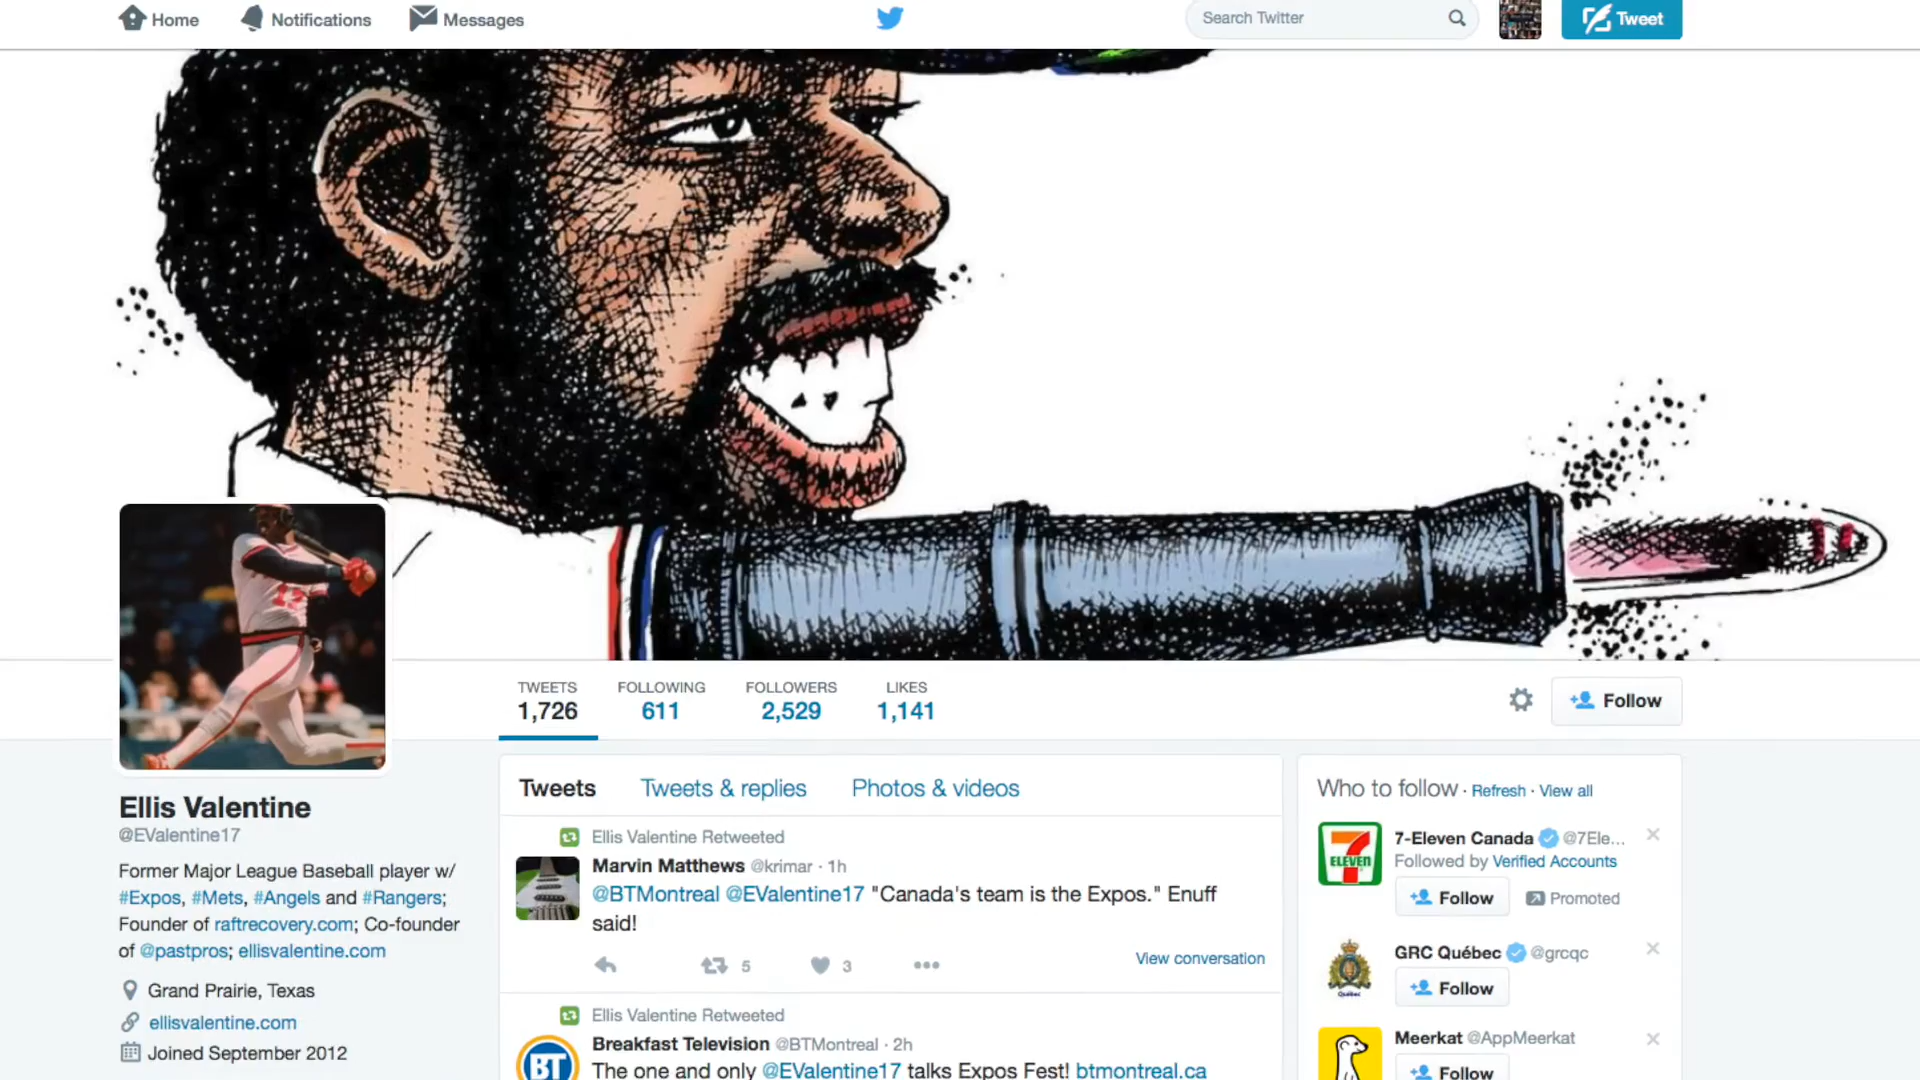 Home Notifications Messages Search Twitter Tweet
TWEETS FOLLOWING FOLLOWERS LIKES
1,726 611 2,529 1,141
Follow
Ellis Valentine
@EValentine17
Former Major League Baseball player w/
#Expos, #Mets, #Angels and #Rangers;
Founder of raftrecovery.com; Co-founder
of @pastpros; ellisvalentine.com
Grand Prairie, Texas
ellisvalentine.com
Joined September 2012
Tweets Tweets & replies Photos & videos
Ellis Valentine Retweeted
Marvin Matthews @krimar · 1h
@BTMontreal @EValentine17 "Canada's team is the Expos." Enuff
said!
5 3
View conversation
Ellis Valentine Retweeted
BT
Breakfast Television @BTMontreal · 2h
The one and only @EValentine17 talks Expos Fest! btmontreal.ca
Who to follow · Refresh · View all
7
ELEVEN
7-Eleven Canada @7Ele...
Followed by Verified Accounts
Follow Promoted
Québec
GRC Québec @grcqc
Follow
Meerkat @AppMeerkat
Follow